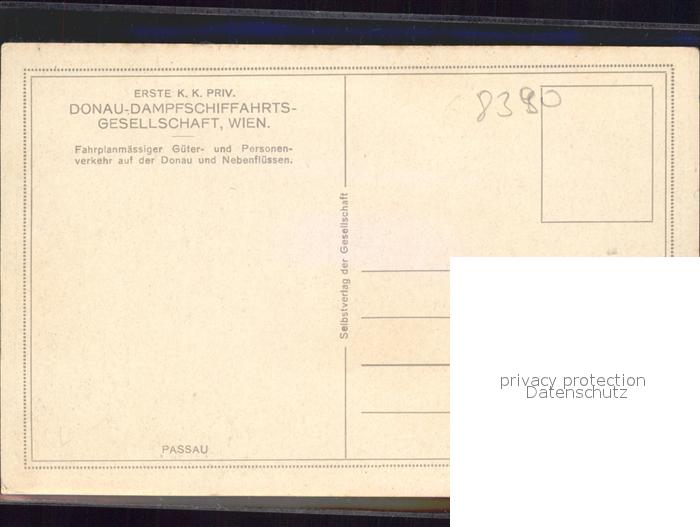 ERSTE K. K. PRIV.
DONAU-DAMPFSCHIFFAHRTS-
GESELLSCHAFT, WIEN.
Fahrplanmässiger Güter- und Personen-
verkehr auf der Donau und Nebenflüssen.
PASSAU
Selbstverlag der Gesellschaft
privacy protection
Datenschutz